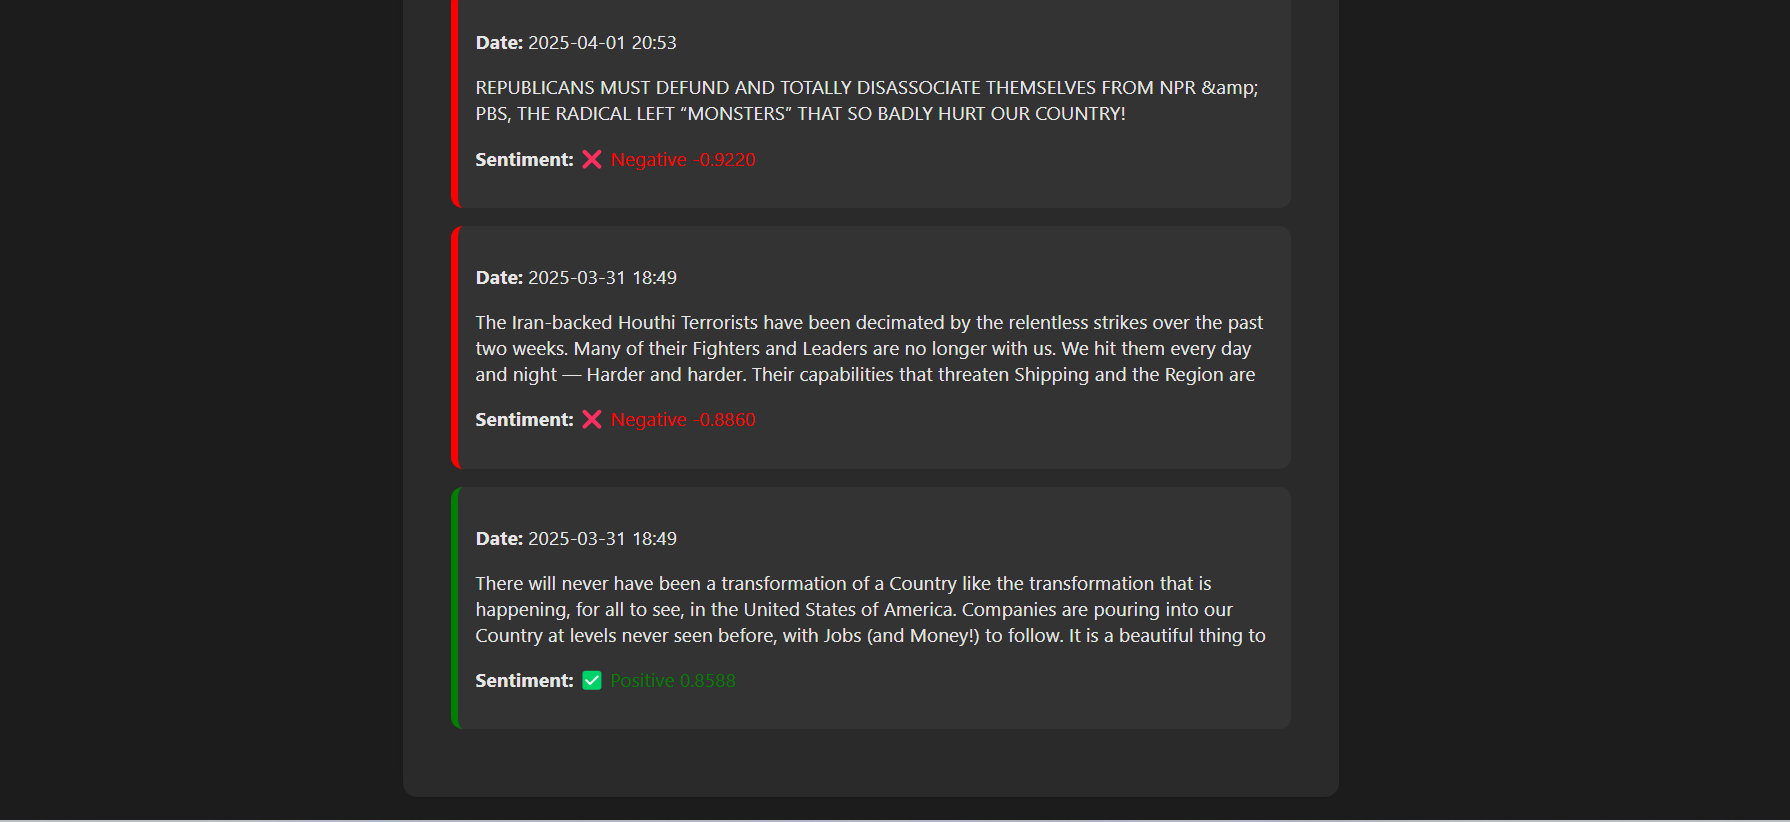 Date: 2025-04-01 20:53
REPUBLICANS MUST DEFUND AND TOTALLY DISASSOCIATE THEMSELVES FROM NPR &amp;
PBS, THE RADICAL LEFT “MONSTERS” THAT SO BADLY HURT OUR COUNTRY!
Sentiment: ❌ Negative -0.9220
Date: 2025-03-31 18:49
The Iran-backed Houthi Terrorists have been decimated by the relentless strikes over the past
two weeks. Many of their Fighters and Leaders are no longer with us. We hit them every day
and night — Harder and harder. Their capabilities that threaten Shipping and the Region are
Sentiment: ❌ Negative -0.8860
Date: 2025-03-31 18:49
There will never have been a transformation of a Country like the transformation that is
happening, for all to see, in the United States of America. Companies are pouring into our
Country at levels never seen before, with Jobs (and Money!) to follow. It is a beautiful thing to
Sentiment: ✅ Positive 0.8588